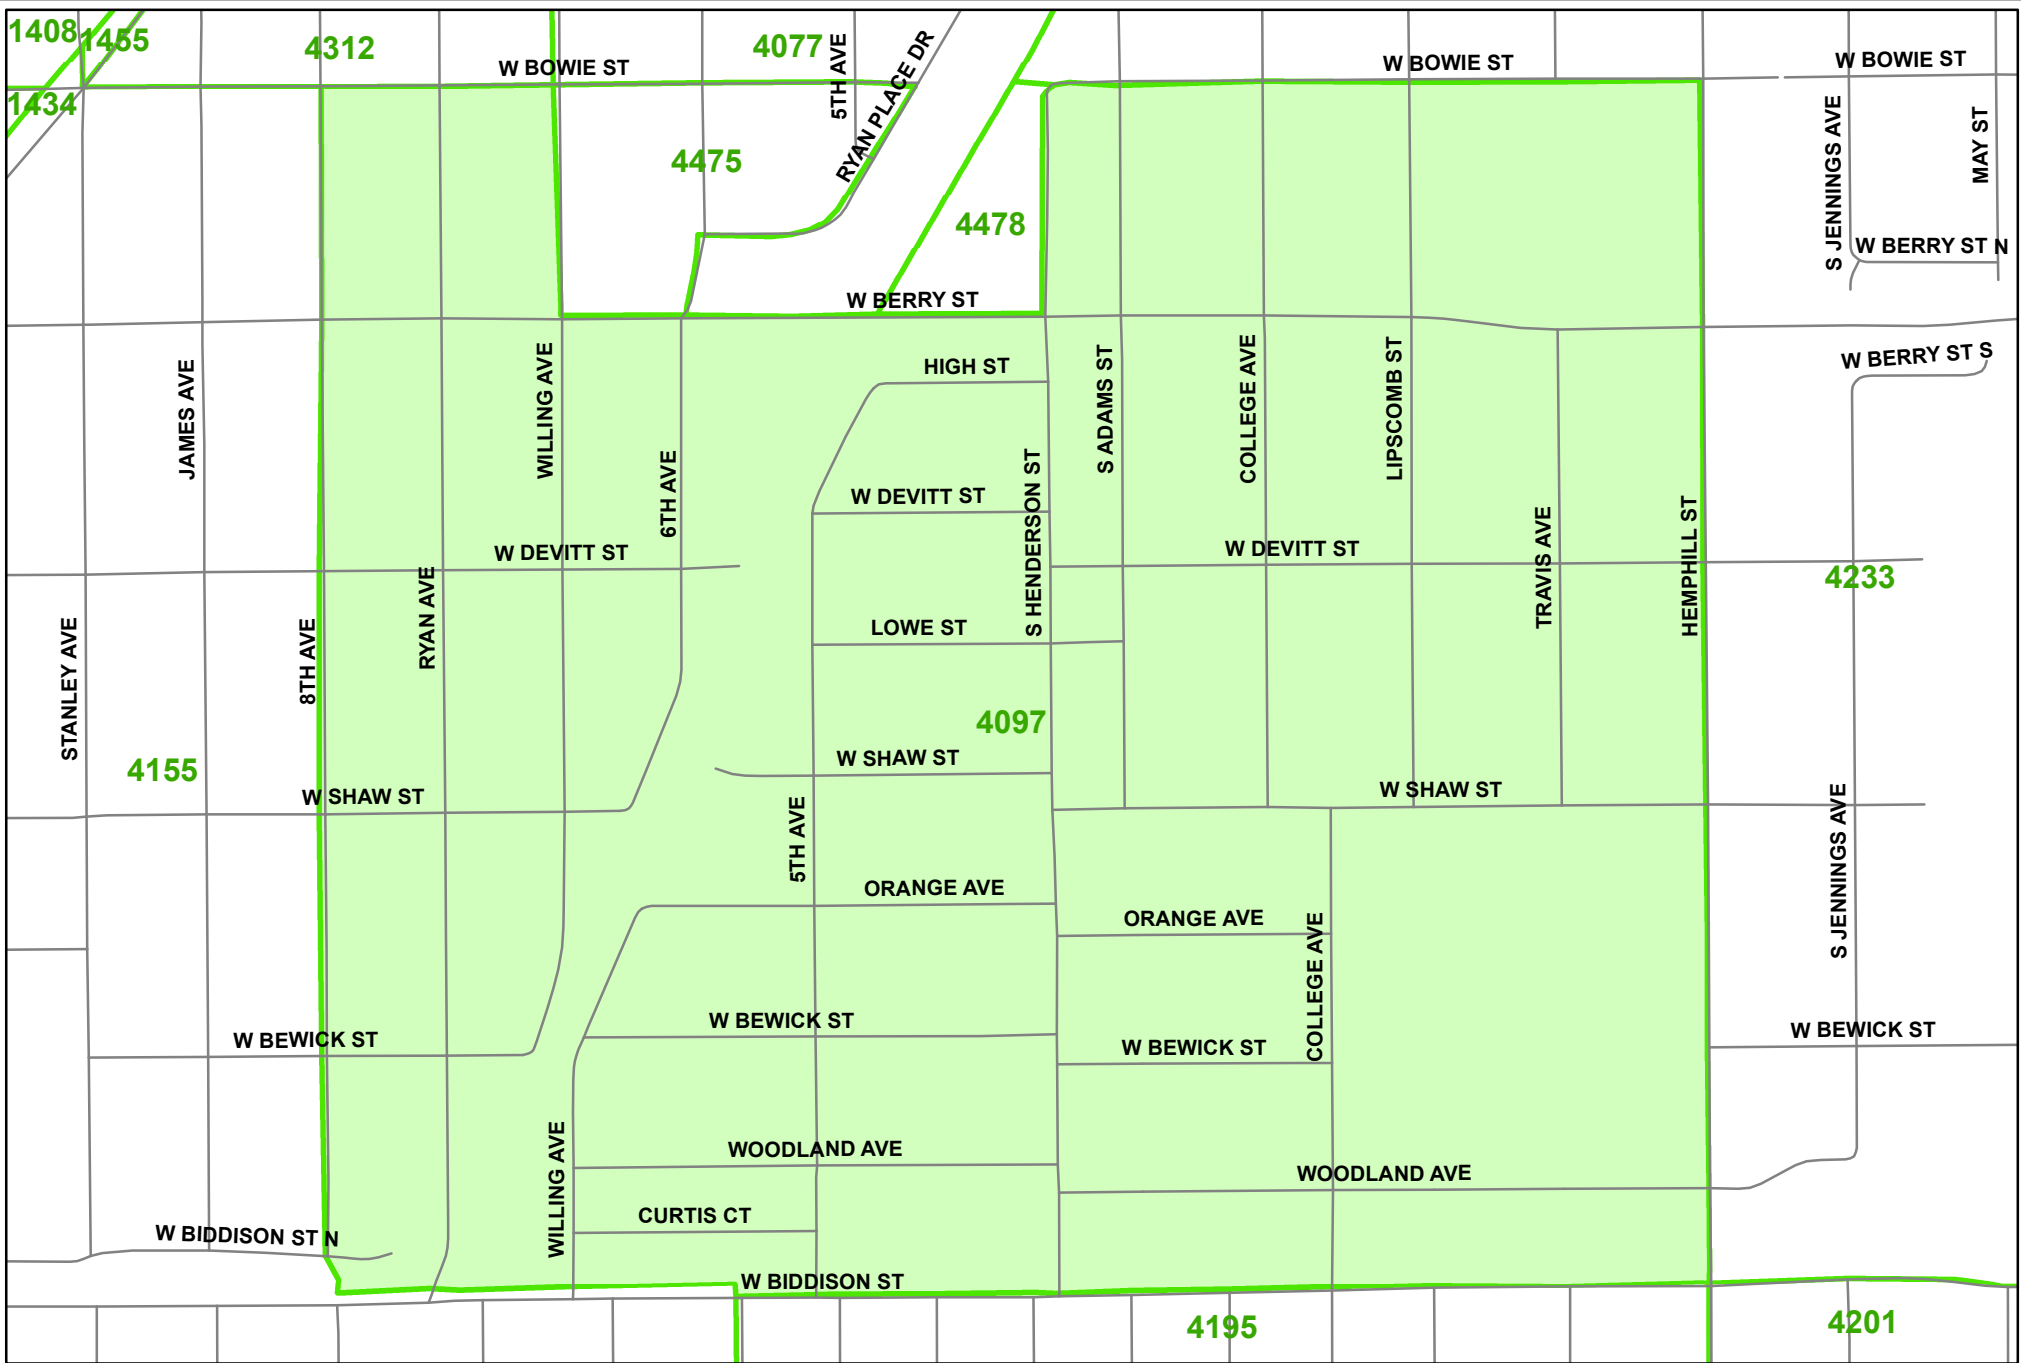 1408
1455
4312
4077
5TH AVE
RYAN PLACE DR
W BOWIE ST
W BOWIE ST
W BOWIE ST
1434
4475
4478
S JENNINGS AVE
MAY ST
W BERRY ST N
W BERRY ST
W BERRY ST S
HIGH ST
JAMES AVE
WILLING AVE
6TH AVE
S ADAMS ST
COLLEGE AVE
LIPSCOMB ST
W DEVITT ST
S HENDERSON ST
W DEVITT ST
W DEVITT ST
TRAVIS AVE
HEMPHILL ST
4233
RYAN AVE
8TH AVE
STANLEY AVE
LOWE ST
4097
4155
W SHAW ST
W SHAW ST
W SHAW ST
5TH AVE
ORANGE AVE
ORANGE AVE
COLLEGE AVE
S JENNINGS AVE
W BEWICK ST
W BEWICK ST
W BEWICK ST
W BEWICK ST
WILLING AVE
WOODLAND AVE
WOODLAND AVE
CURTIS CT
W BIDDISON ST N
W BIDDISON ST
4195
4201